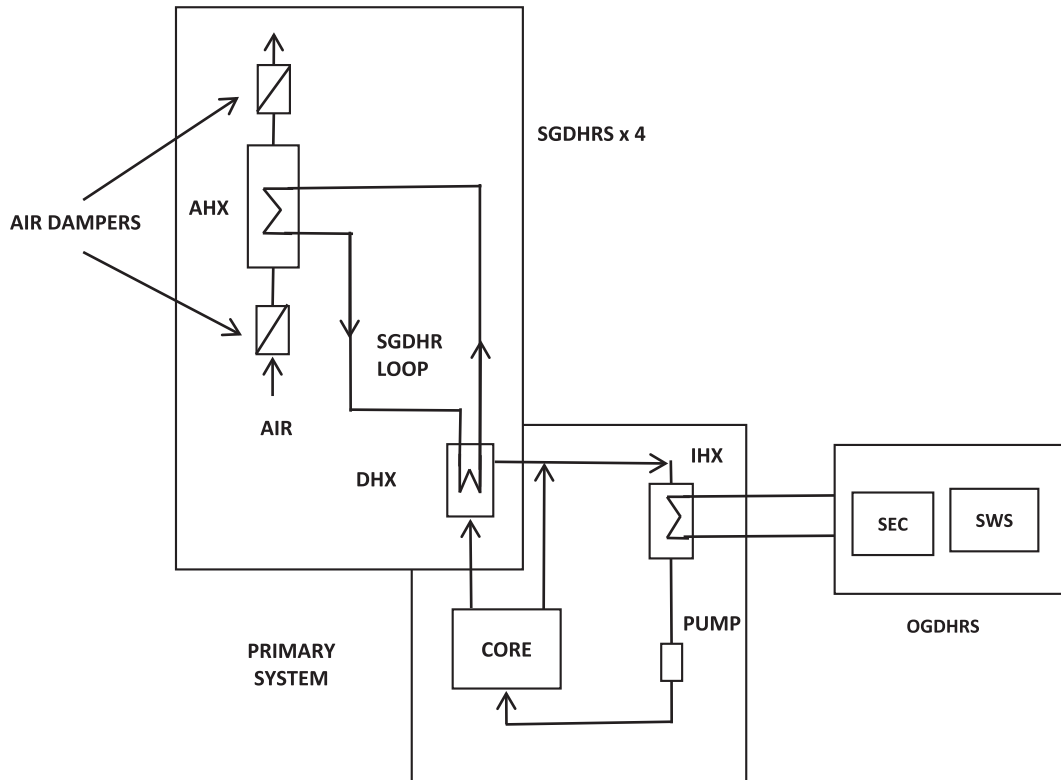 SGDHRS x 4
AHX
AIR DAMPERS
SGDHR
LOOP
AIR
DHX
IHX
SEC
SWS
PUMP
OGDHRS
CORE
PRIMARY
SYSTEM